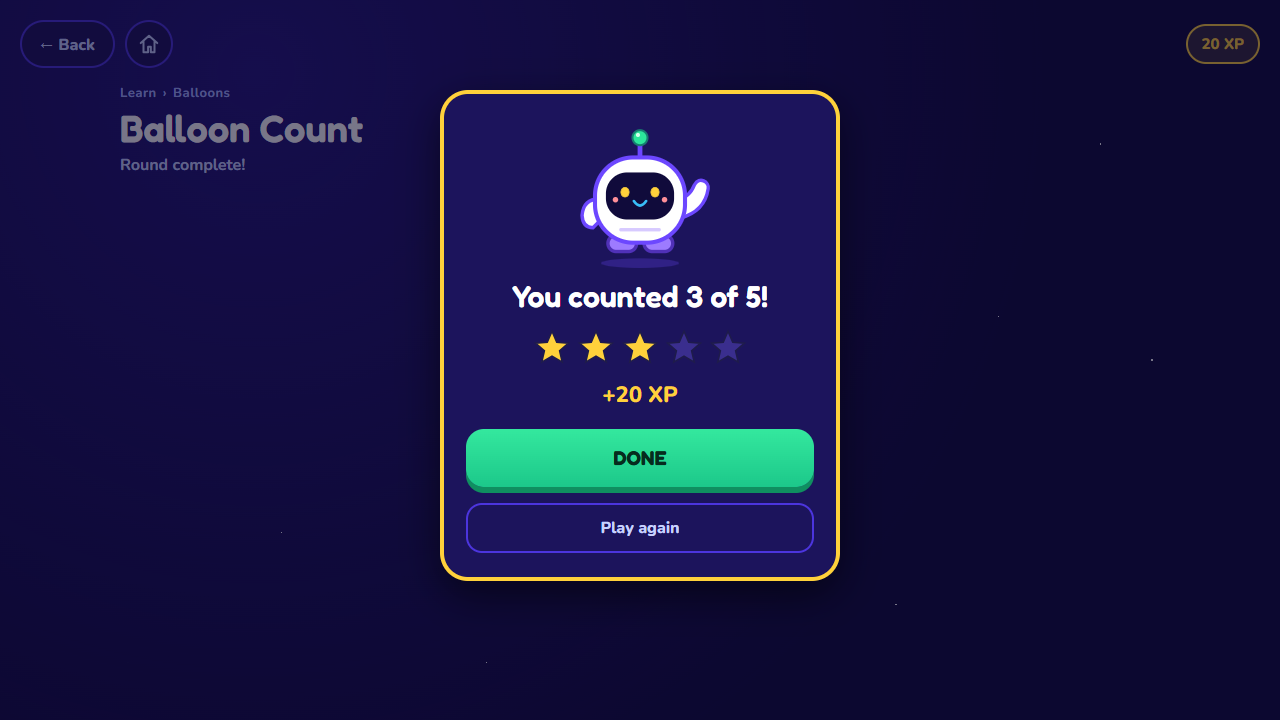 ← Back
20 XP
Learn › Balloons
Balloon Count
Round complete!
You counted 3 of 5!
+20 XP
DONE
Play again